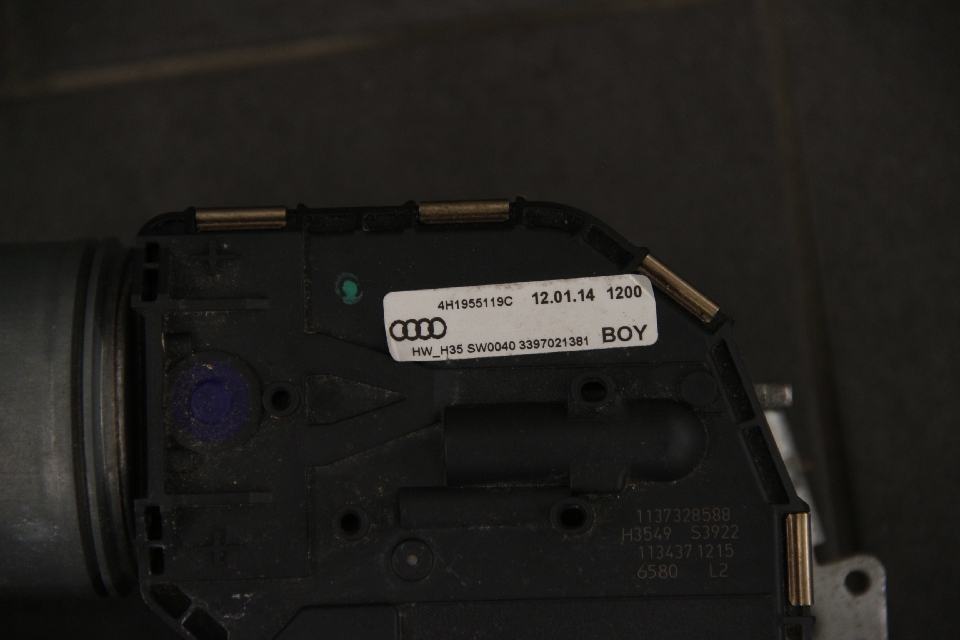 4H1955119C 12.01.14 1200
HW_H35 SW0040 3397021381 BOY
1137328588
H3549 S3922
113437 1215
6580 L2